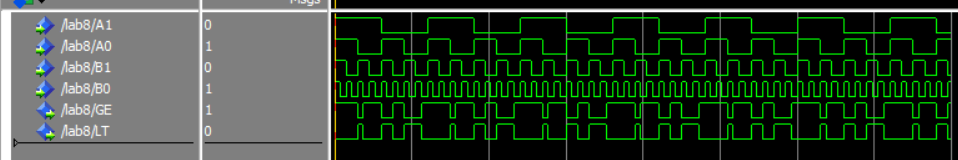 Msgs
/lab8/A1 0
/lab8/A0 1
/lab8/B1 0
/lab8/B0 1
/lab8/GE 1
/lab8/LT 0